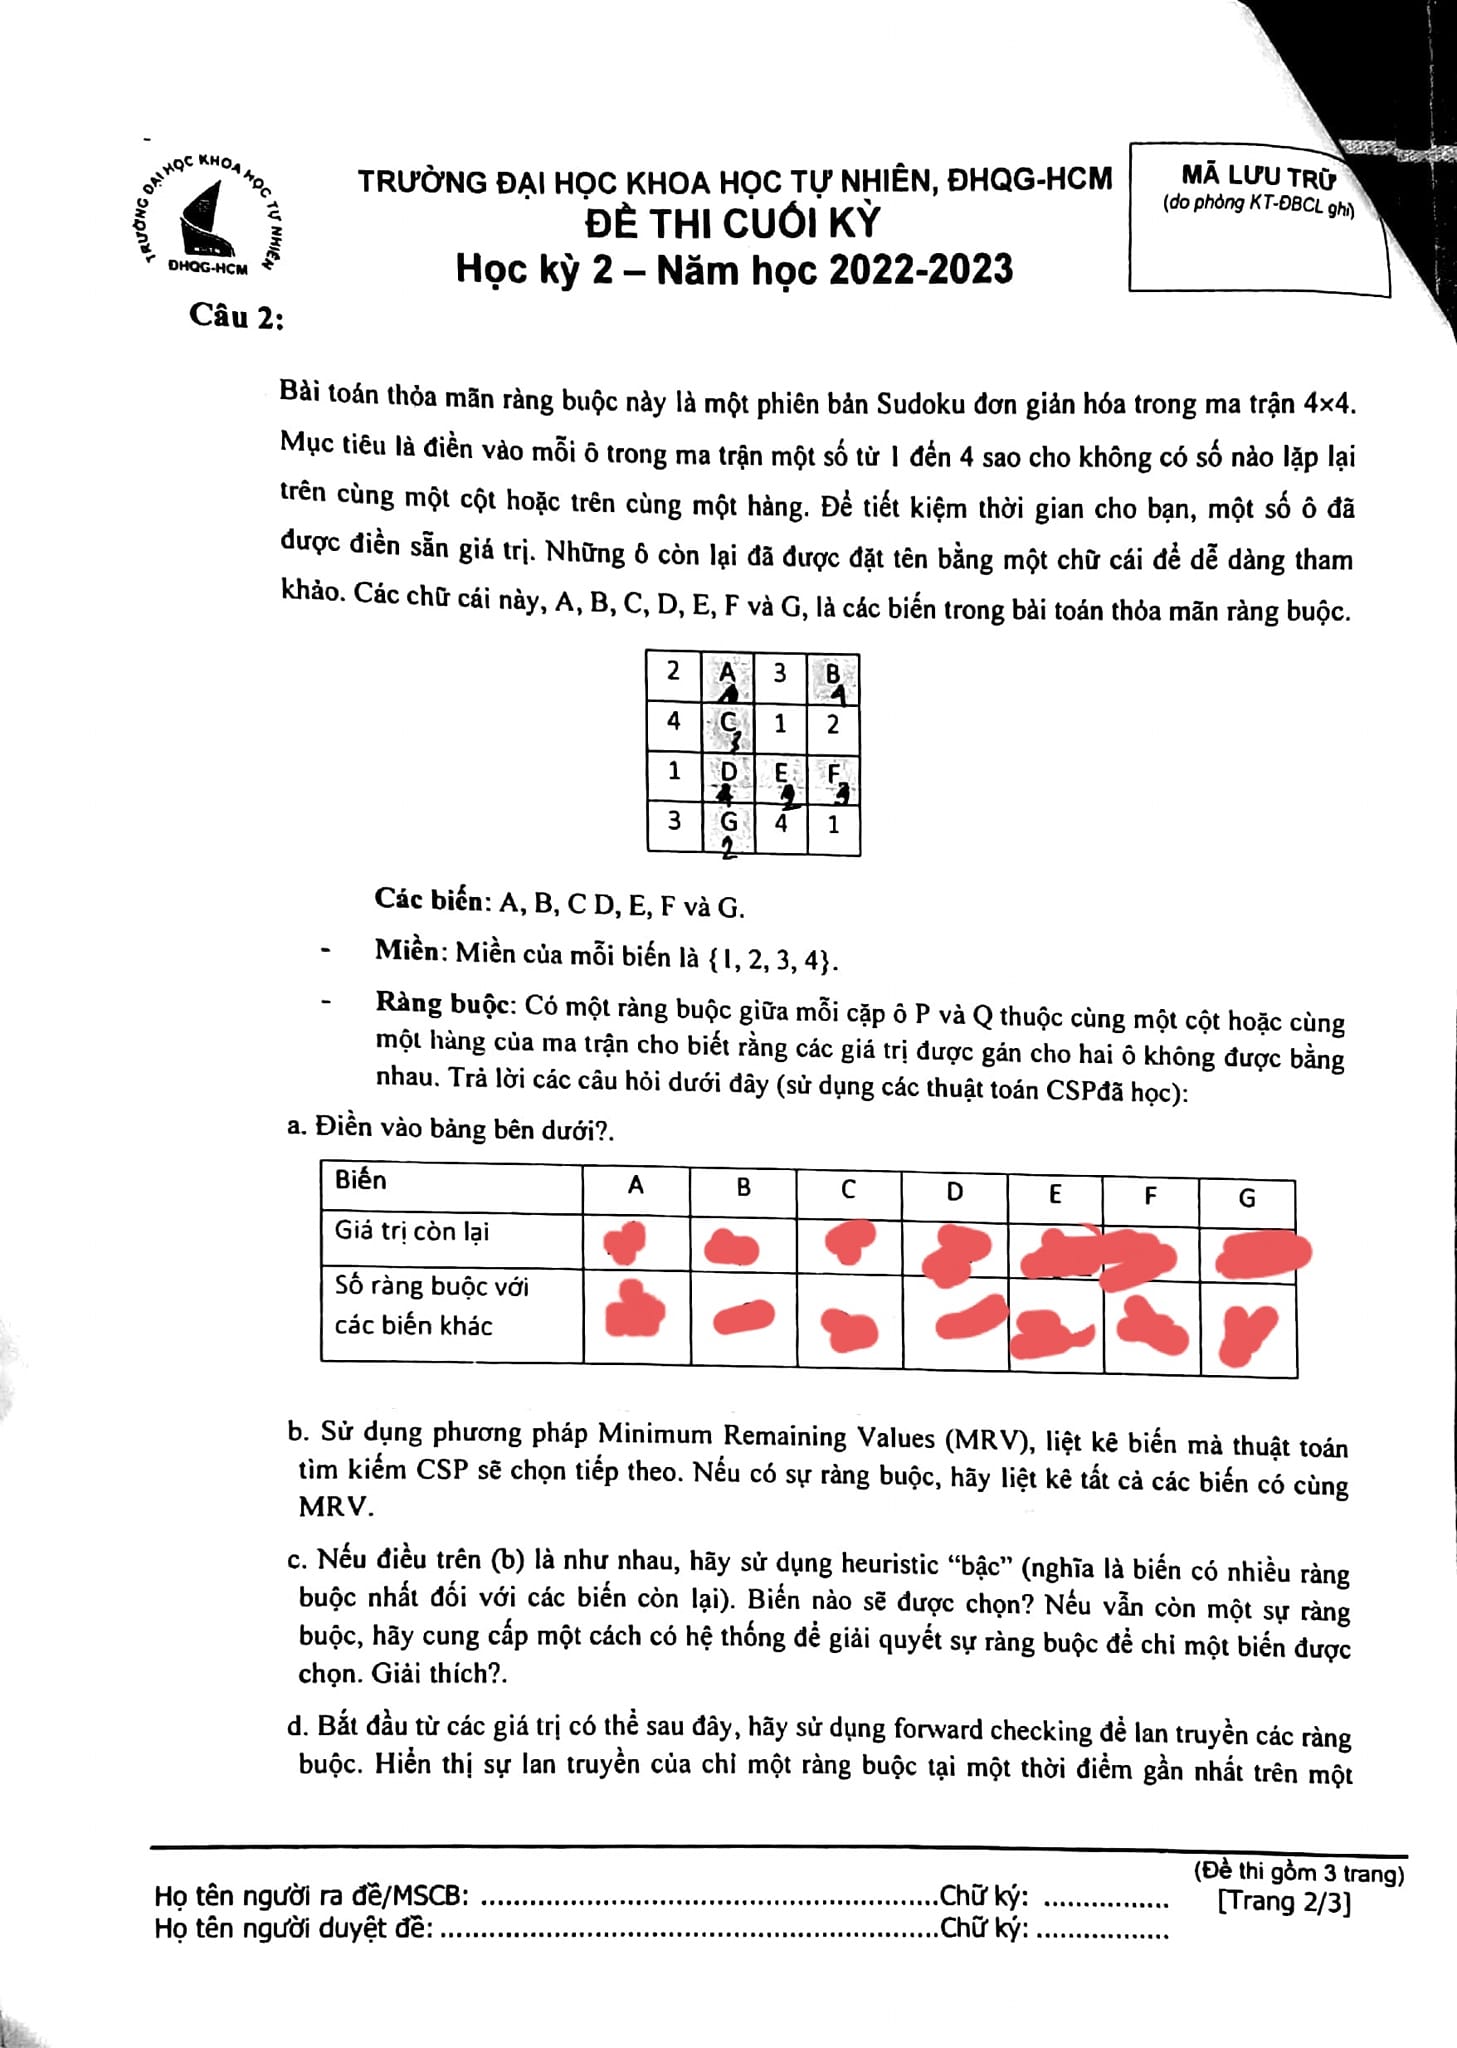 TRƯỜNG ĐẠI HỌC KHOA HỌC TỰ NHIÊN
ĐHQG-HCM
TRƯỜNG ĐẠI HỌC KHOA HỌC TỰ NHIÊN, ĐHQG-HCM
ĐỀ THI CUỐI KỲ
Học kỳ 2 – Năm học 2022-2023
MÃ LƯU TRỮ
(do phòng KT-ĐBCL ghi)
Câu 2:
Bài toán thỏa mãn ràng buộc này là một phiên bản Sudoku đơn giản hóa trong ma trận 4×4.
Mục tiêu là điền vào mỗi ô trong ma trận một số từ 1 đến 4 sao cho không có số nào lặp lại
trên cùng một cột hoặc trên cùng một hàng. Để tiết kiệm thời gian cho bạn, một số ô đã
được điền sẵn giá trị. Những ô còn lại đã được đặt tên bằng một chữ cái để dễ dàng tham
khảo. Các chữ cái này, A, B, C, D, E, F và G, là các biến trong bài toán thỏa mãn ràng buộc.
2 A 3 B
1
4 C 1 2
3
1 D E F
2 3
3 G 4 1
2
Các biến: A, B, C D, E, F và G.
- Miền: Miền của mỗi biến là {1, 2, 3, 4}.
- Ràng buộc: Có một ràng buộc giữa mỗi cặp ô P và Q thuộc cùng một cột hoặc cùng
một hàng của ma trận cho biết rằng các giá trị được gán cho hai ô không được bằng
nhau. Trả lời các câu hỏi dưới đây (sử dụng các thuật toán CSPđã học):
a. Điền vào bảng bên dưới?.
Biến A B C D E F G
Giá trị còn lại
Số ràng buộc với
các biến khác
b. Sử dụng phương pháp Minimum Remaining Values (MRV), liệt kê biến mà thuật toán
tìm kiếm CSP sẽ chọn tiếp theo. Nếu có sự ràng buộc, hãy liệt kê tất cả các biến có cùng
MRV.
c. Nếu điều trên (b) là như nhau, hãy sử dụng heuristic “bậc” (nghĩa là biến có nhiều ràng
buộc nhất đối với các biến còn lại). Biến nào sẽ được chọn? Nếu vẫn còn một sự ràng
buộc, hãy cung cấp một cách có hệ thống để giải quyết sự ràng buộc để chỉ một biến được
chọn. Giải thích?.
d. Bắt đầu từ các giá trị có thể sau đây, hãy sử dụng forward checking để lan truyền các ràng
buộc. Hiển thị sự lan truyền của chỉ một ràng buộc tại một thời điểm gần nhất trên một
(Đề thi gồm 3 trang)
Họ tên người ra đề/MSCB: ........................................................Chữ ký: ................
[Trang 2/3]
Họ tên người duyệt đề: .............................................................Chữ ký: .................